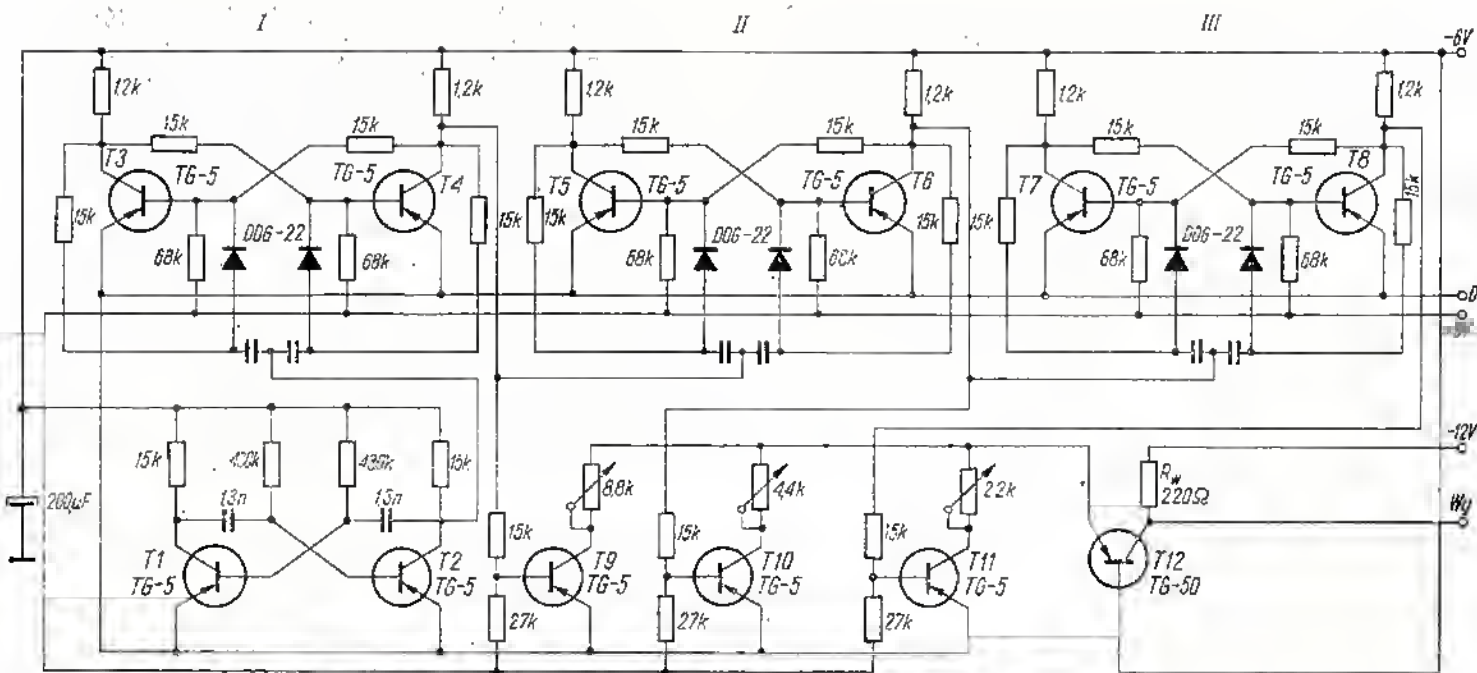 I II III
-6V
1,2k 1,2k 1,2k 1,2k 1,2k 1,2k
15k 15k 15k 15k 15k 15k
T3 TG-5 TG-5 T4 T5 TG-5 TG-5 T6 T7 TG-5 TG-5 T8
15k 15k 15k 15k 15k 15k
68k DOG-22 68k 68k DOG-22 68k DOG-22 68k
0
-12V
15k 430k 15k 8,8k 4,4k 2,2k
Rw
220Ω
Wy
200μF
1,3n 1,3n
15k 15k 15k
T1 TG-5
T2 TG-5
T9 TG-5
T10 TG-5
T11 TG-5
T12 TG-50
27k 27k 27k